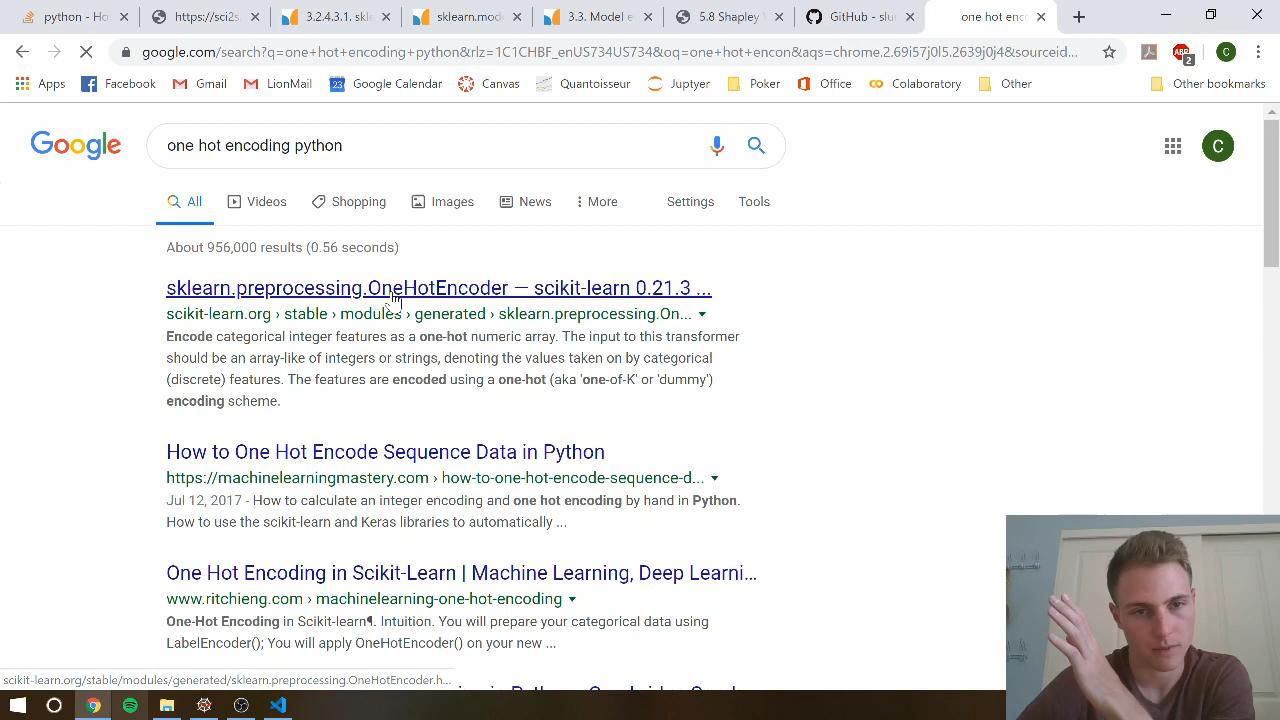 python - Ho
https://sci2s
3.2.4.3.1. sk
sklearn.mod
3.3. Model e
5.8 Shapley
GitHub - slu
one hot enc
google.com/search?q=one+hot+encoding+python&rlz=1C1CHBF_enUS734US734&oq=one+hot+encon&aqs=chrome.2.69i57j0l5.2639j0j4&sourceid...
2
C
Apps
Facebook
Gmail
LionMail
23
Google Calendar
Canvas
Quantoisseur
Juptyer
Poker
Office
Colaboratory
Other
Other bookmarks
Google
one hot encoding python
C
All
Videos
Shopping
Images
News
More
Settings
Tools
About 956,000 results (0.56 seconds)
sklearn.preprocessing.OneHotEncoder — scikit-learn 0.21.3 ...
scikit-learn.org › stable › modules › generated › sklearn.preprocessing.On...
Encode categorical integer features as a one-hot numeric array. The input to this transformer
should be an array-like of integers or strings, denoting the values taken on by categorical
(discrete) features. The features are encoded using a one-hot (aka 'one-of-K' or 'dummy')
encoding scheme.
How to One Hot Encode Sequence Data in Python
https://machinelearningmastery.com › how-to-one-hot-encode-sequence-d...
Jul 12, 2017 - How to calculate an integer encoding and one hot encoding by hand in Python.
How to use the scikit-learn and Keras libraries to automatically ...
One Hot Encoding in Scikit-Learn | Machine Learning, Deep Learni...
www.ritchieng.com › machinelearning-one-hot-encoding
One-Hot Encoding in Scikit-learn¶. Intuition. You will prepare your categorical data using
LabelEncoder(); You will apply OneHotEncoder() on your new ...
scikit-learn.org/stable/modules/generated/sklearn.preprocessing.OneHotEncoder.h...